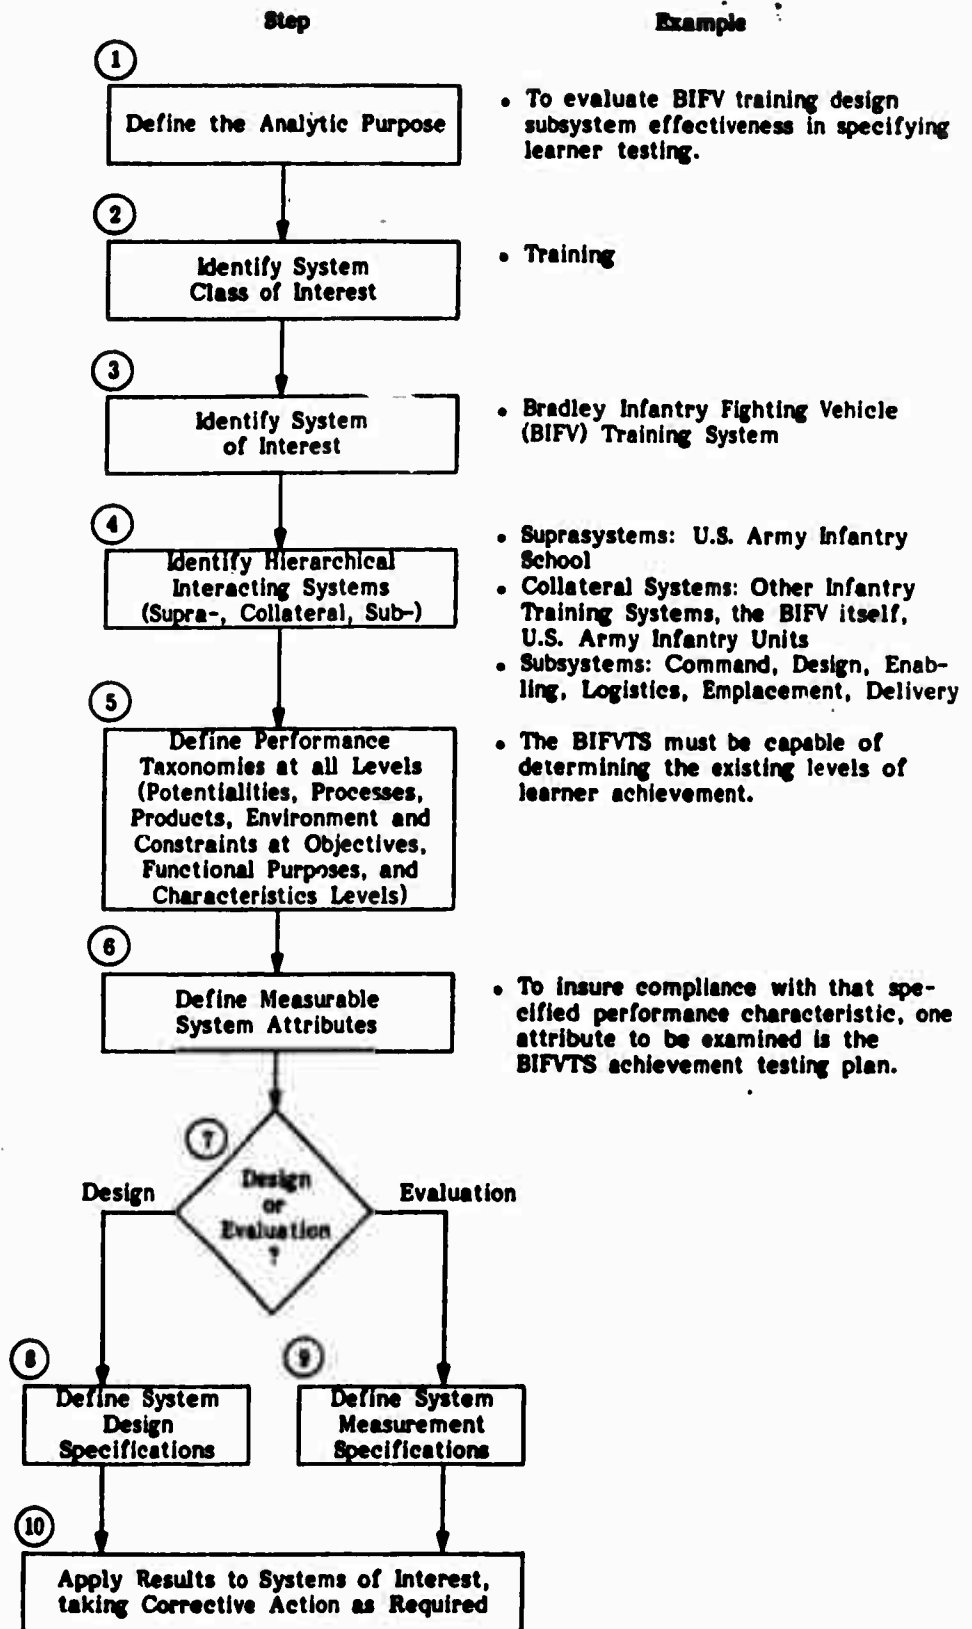 Step
Example
1
Define the Analytic Purpose
• To evaluate BIFV training design
subsystem effectiveness in specifying
learner testing.
2
Identify System
Class of Interest
• Training
3
Identify System
of Interest
• Bradley Infantry Fighting Vehicle
(BIFV) Training System
4
Identify Hierarchical
Interacting Systems
(Supra-, Collateral, Sub-)
• Suprasystems: U.S. Army Infantry
School
• Collateral Systems: Other Infantry
Training Systems, the BIFV itself,
U.S. Army Infantry Units
• Subsystems: Command, Design, Enab-
ling, Logistics, Emplacement, Delivery
5
Define Performance
Taxonomies at all Levels
(Potentialities, Processes,
Products, Environment and
Constraints at Objectives,
Functional Purposes, and
Characteristics Levels)
• The BIFVTS must be capable of
determining the existing levels of
learner achievement.
6
Define Measurable
System Attributes
• To insure compliance with that spe-
cified performance characteristic, one
attribute to be examined is the
BIFVTS achievement testing plan.
7
Design
or
Evaluation
?
Design
Evaluation
8
Define System
Design
Specifications
9
Define System
Measurement
Specifications
10
Apply Results to Systems of Interest,
taking Corrective Action as Required